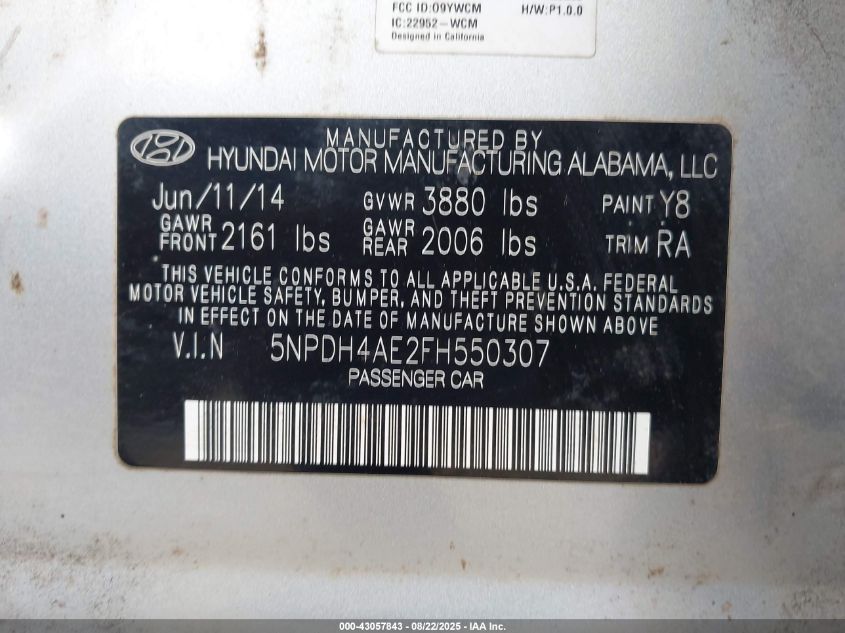 FCC ID:O9YWCM H/W:P1.0.0
IC:22952-WCM
Designed in California
MANUFACTURED BY
HYUNDAI MOTOR MANUFACTURING ALABAMA, LLC
Jun/11/14 GVWR 3880 lbs PAINT Y8
GAWR FRONT 2161 lbs GAWR REAR 2006 lbs TRIM RA
THIS VEHICLE CONFORMS TO ALL APPLICABLE U.S.A. FEDERAL
MOTOR VEHICLE SAFETY, BUMPER, AND THEFT PREVENTION STANDARDS
IN EFFECT ON THE DATE OF MANUFACTURE SHOWN ABOVE
V.I.N 5NPDH4AE2FH550307
PASSENGER CAR
000-43057843 - 08/22/2025 - IAA Inc.